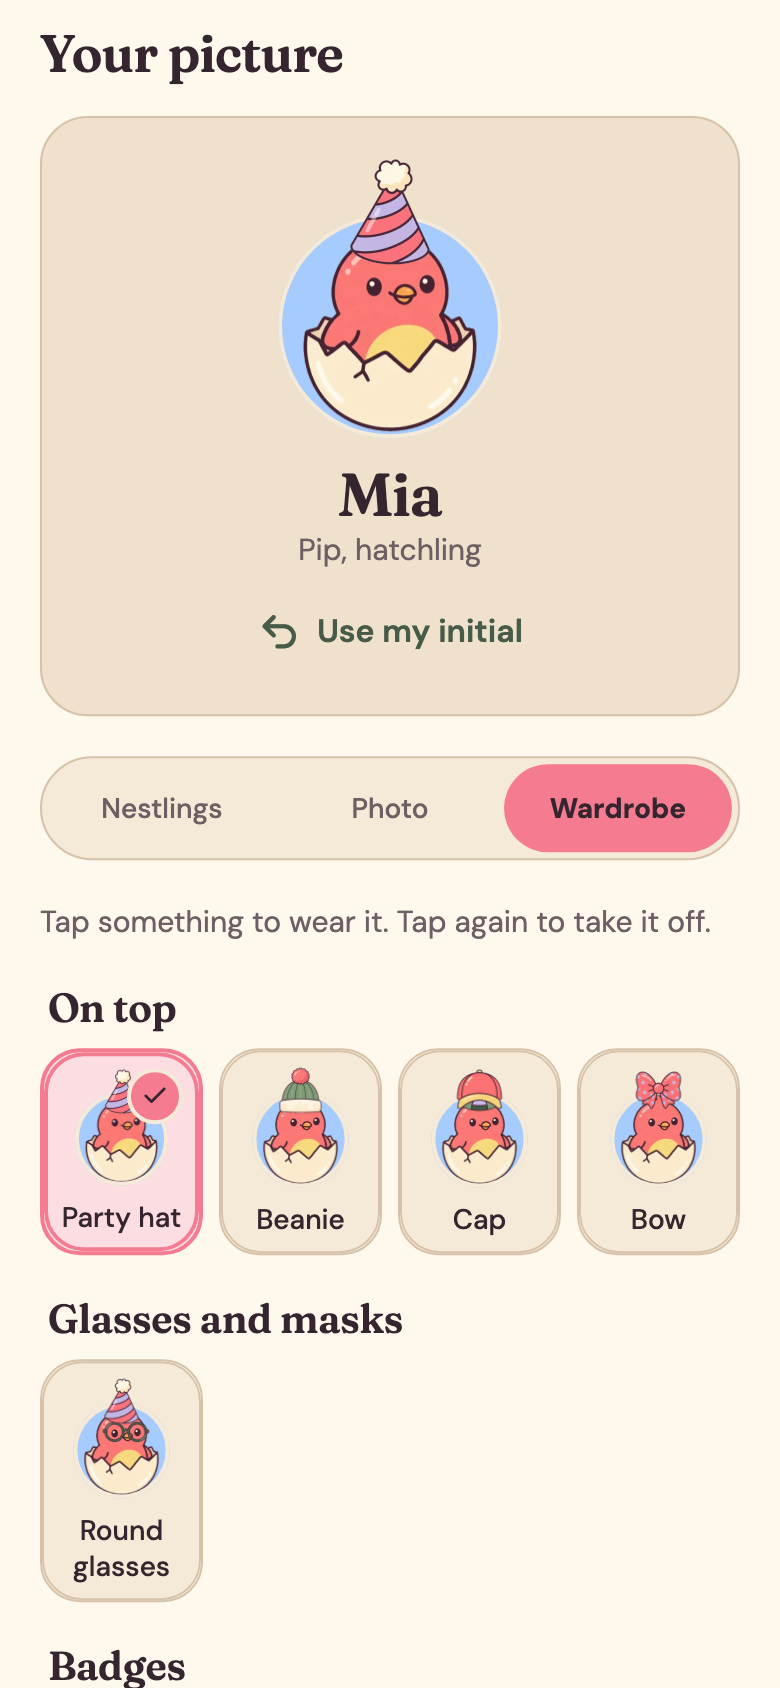 Your picture
Mia
Pip, hatchling
Use my initial
Nestlings
Photo
Wardrobe
Tap something to wear it. Tap again to take it off.
On top
Party hat
Beanie
Cap
Bow
Glasses and masks
Round
glasses
Badges